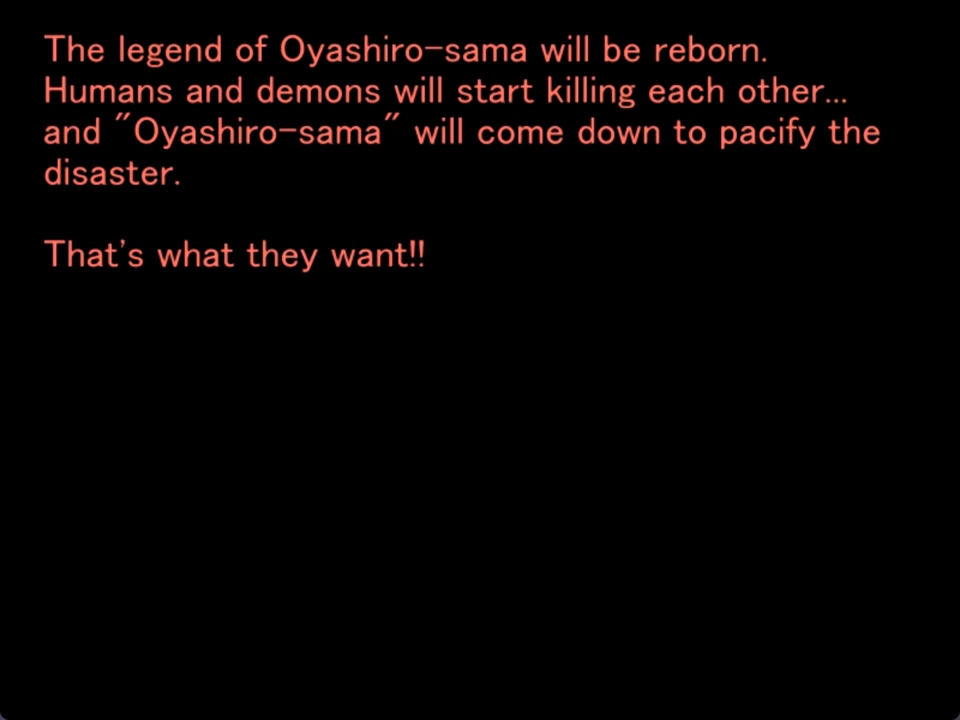 The legend of Oyashiro-sama will be reborn.
Humans and demons will start killing each other...
and "Oyashiro-sama" will come down to pacify the
disaster.
That's what they want!!